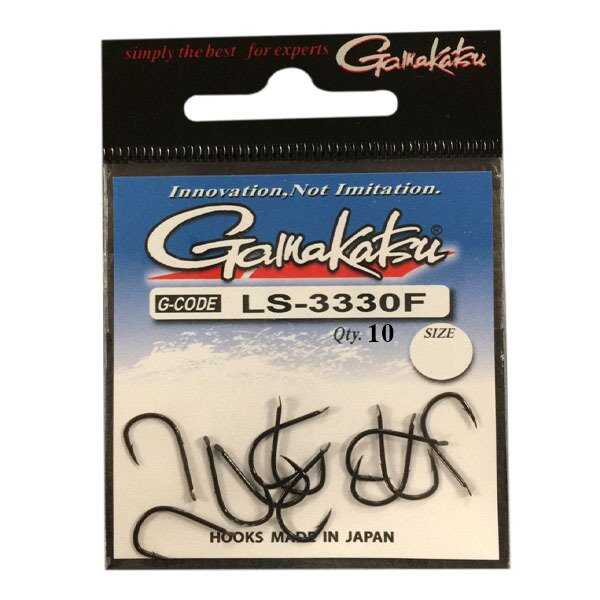 simply the best for experts
Gamakatsu
Innovation, Not Imitation.
Gamakatsu®
G-CODE LS-3330F
Qty. 10 SIZE
HOOKS MADE IN JAPAN